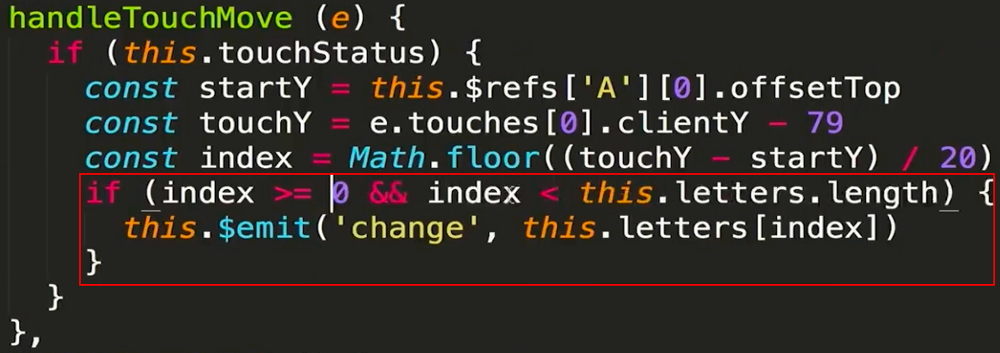 handleTouchMove (e) {
if (this.touchStatus) {
const startY = this.$refs['A'][0].offsetTop
const touchY = e.touches[0].clientY - 79
const index = Math.floor((touchY - startY) / 20)
if (index >= 0 && index < this.letters.length) {
this.$emit('change', this.letters[index])
}
}
},